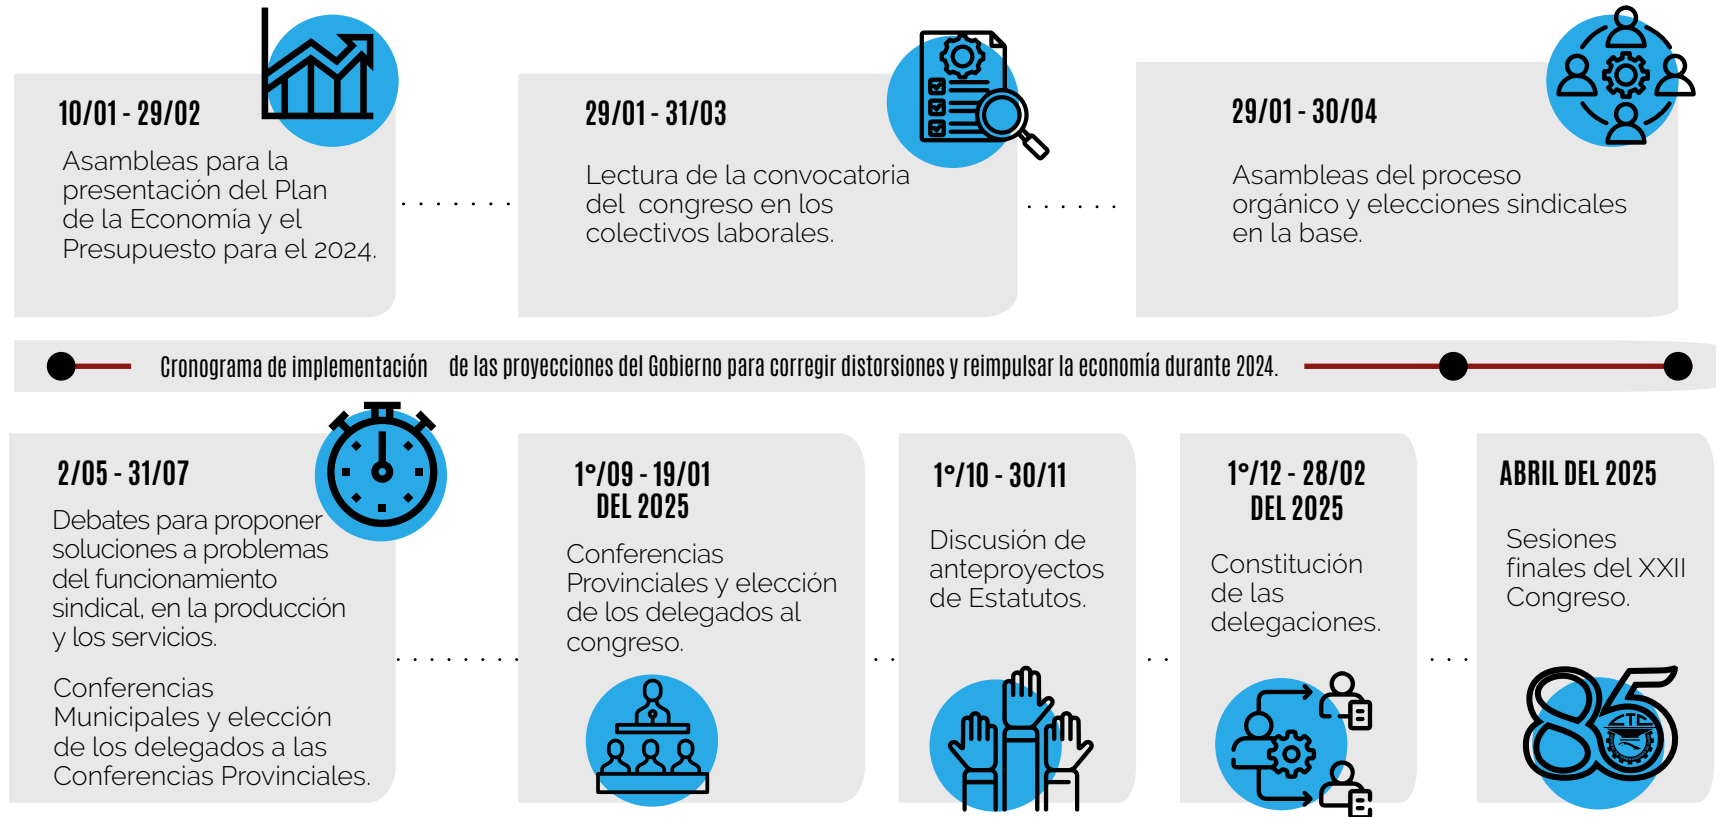 10/01 - 29/02
Asambleas para la
presentación del Plan
de la Economía y el
Presupuesto para el 2024.
29/01 - 31/03
Lectura de la convocatoria
del congreso en los
colectivos laborales.
29/01 - 30/04
Asambleas del proceso
orgánico y elecciones sindicales
en la base.
Cronograma de implementación de las proyecciones del Gobierno para corregir distorsiones y reimpulsar la economía durante 2024.
2/05 - 31/07
Debates para proponer
soluciones a problemas
del funcionamiento
sindical, en la producción
y los servicios.
Conferencias
Municipales y elección
de los delegados a las
Conferencias Provinciales.
1º/09 - 19/01
DEL 2025
Conferencias
Provinciales y elección
de los delegados al
congreso.
1º/10 - 30/11
Discusión de
anteproyectos
de Estatutos.
1º/12 - 28/02
DEL 2025
Constitución
de las
delegaciones.
ABRIL DEL 2025
Sesiones
finales del XXII
Congreso.
85
CTC